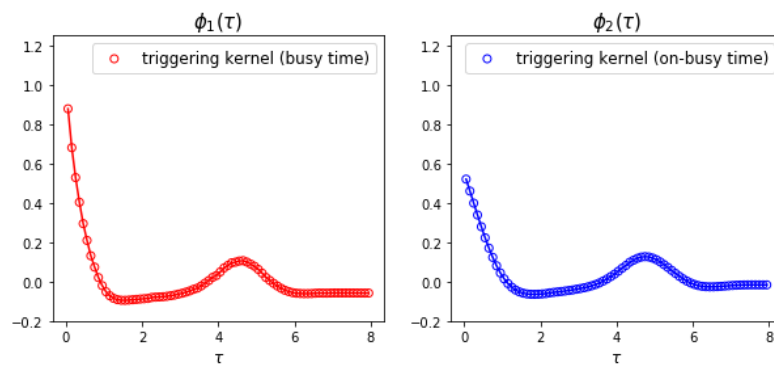 ϕ₁(τ)
triggering kernel (busy time)
1.2
1.0
0.8
0.6
0.4
0.2
0.0
−0.2
0 2 4 6 8
τ
ϕ₂(τ)
triggering kernel (on-busy time)
1.2
1.0
0.8
0.6
0.4
0.2
0.0
−0.2
0 2 4 6 8
τ